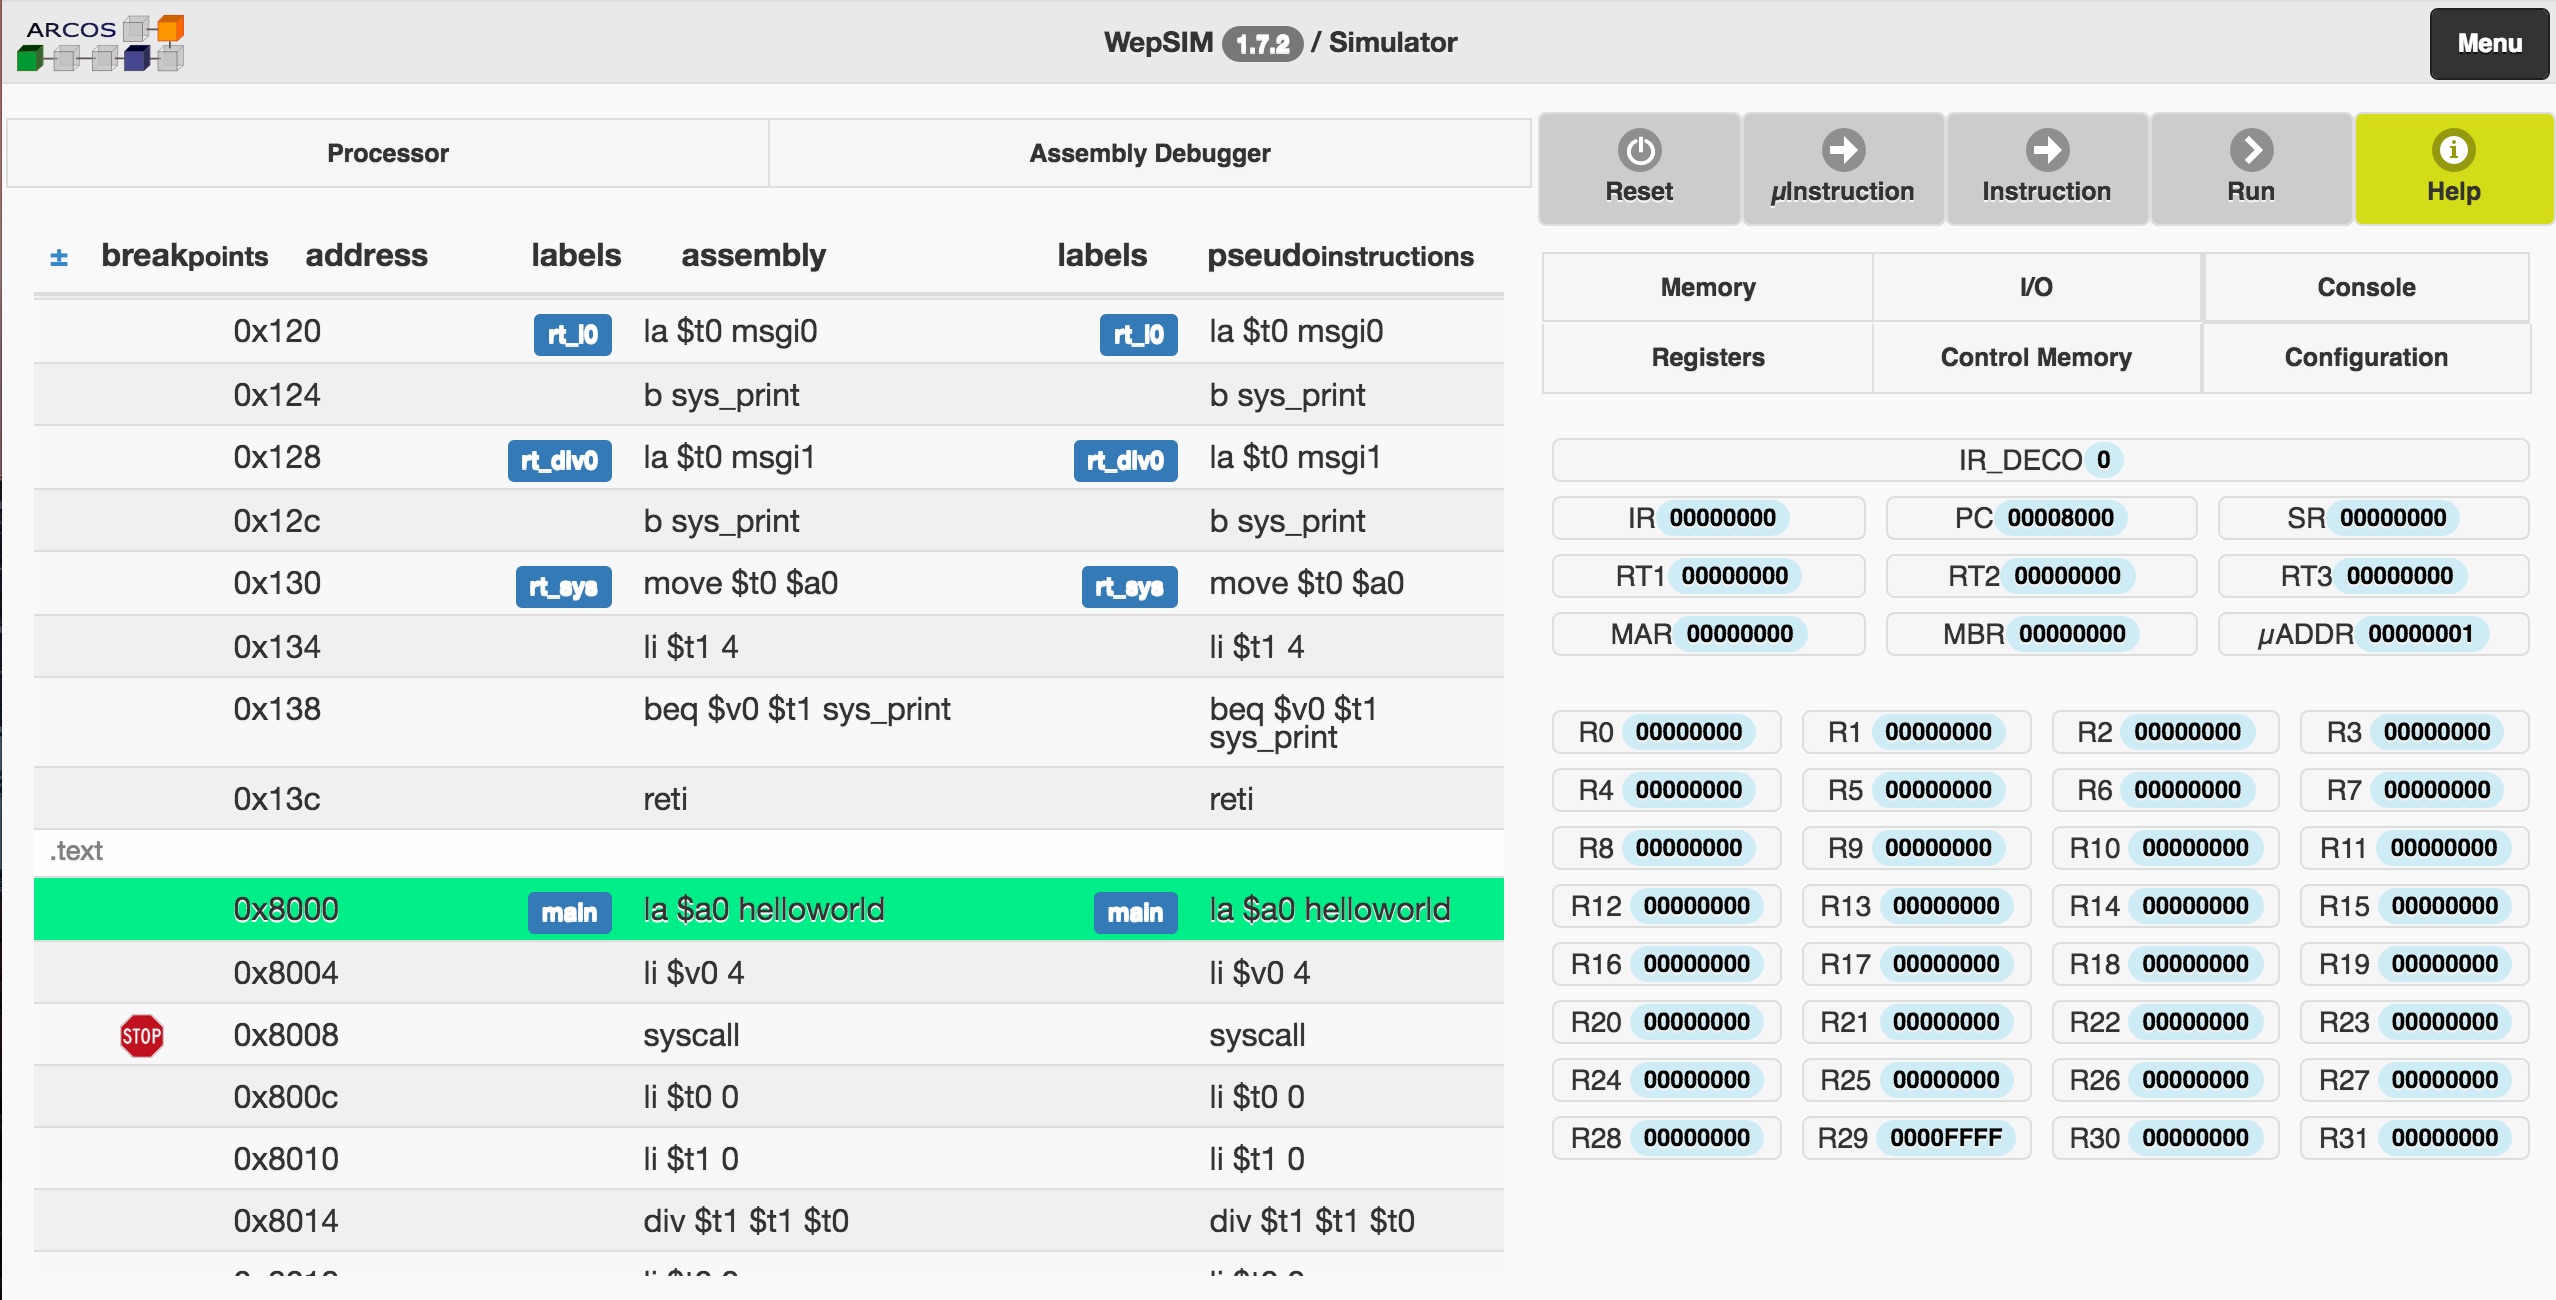 ARCOS
WepSIM 1.7.2 / Simulator
Menu
Processor
Assembly Debugger
Reset
µInstruction
Instruction
Run
Help
± breakpoints address labels assembly labels pseudoinstructions
0x120 rt_i0 la $t0 msgi0 rt_i0 la $t0 msgi0
0x124 b sys_print b sys_print
0x128 rt_div0 la $t0 msgi1 rt_div0 la $t0 msgi1
0x12c b sys_print b sys_print
0x130 rt_sys move $t0 $a0 rt_sys move $t0 $a0
0x134 li $t1 4 li $t1 4
0x138 beq $v0 $t1 sys_print beq $v0 $t1
sys_print
0x13c reti reti
.text
0x8000 main la $a0 helloworld main la $a0 helloworld
0x8004 li $v0 4 li $v0 4
STOP 0x8008 syscall syscall
0x800c li $t0 0 li $t0 0
0x8010 li $t1 0 li $t1 0
0x8014 div $t1 $t1 $t0 div $t1 $t1 $t0
Memory I/O Console
Registers Control Memory Configuration
IR_DECO 0
IR 00000000 PC 00008000 SR 00000000
RT1 00000000 RT2 00000000 RT3 00000000
MAR 00000000 MBR 00000000 µADDR 00000001
R0 00000000 R1 00000000 R2 00000000 R3 00000000
R4 00000000 R5 00000000 R6 00000000 R7 00000000
R8 00000000 R9 00000000 R10 00000000 R11 00000000
R12 00000000 R13 00000000 R14 00000000 R15 00000000
R16 00000000 R17 00000000 R18 00000000 R19 00000000
R20 00000000 R21 00000000 R22 00000000 R23 00000000
R24 00000000 R25 00000000 R26 00000000 R27 00000000
R28 00000000 R29 0000FFFF R30 00000000 R31 00000000